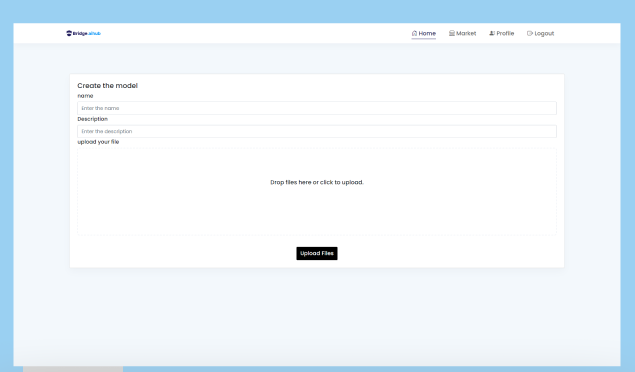 Bridge.aihub
Home Market Profile Logout
Create the model
name
Enter the name
Description
Enter the description
upload your file
Drop files here or click to upload.
Upload Files